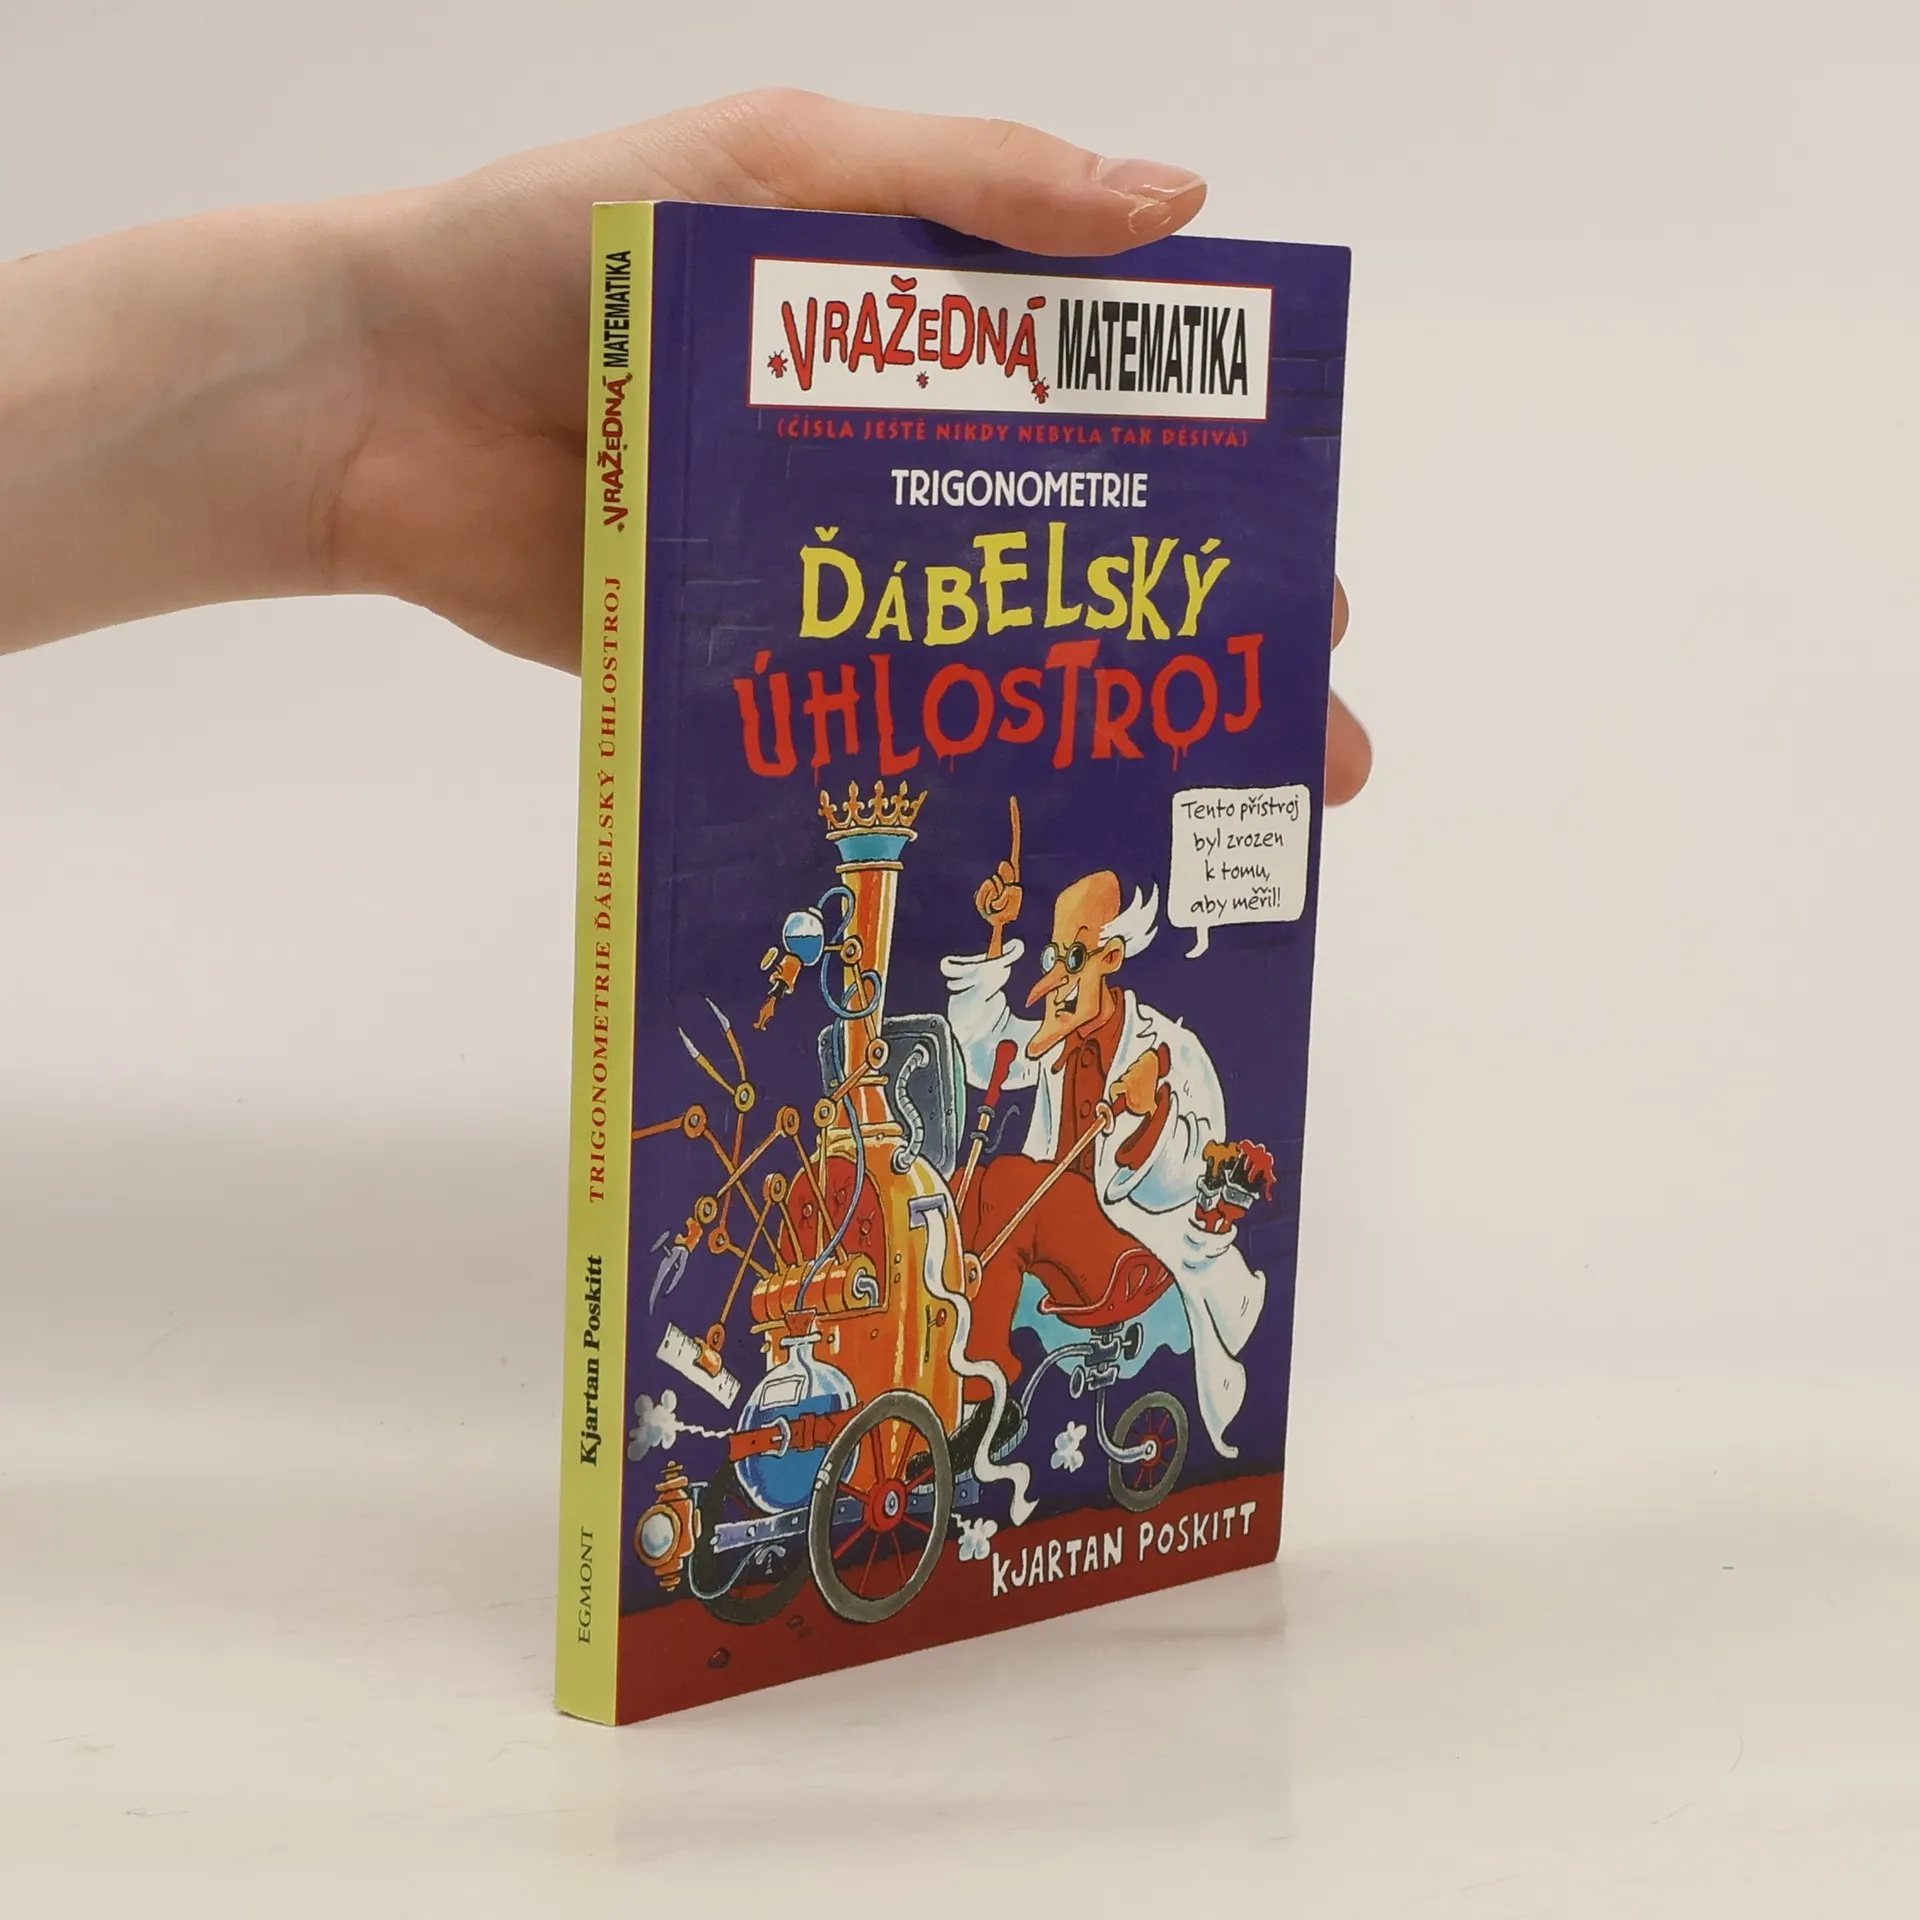 VRAŽEDNÁ MATEMATIKA
(ČÍSLA JEŠTĚ NIKDY NEBYLA TAK DĚSIVÁ)
TRIGONOMETRIE
ĎÁBELSKÝ
ÚHLOSTROJ
Tento přístroj
byl zrozen
k tomu,
aby měřil!
KJARTAN POSKITT
EGMONT Kjartan Poskitt TRIGONOMETRIE ĎÁBELSKÝ ÚHLOSTROJ VRAŽEDNÁ MATEMATIKA